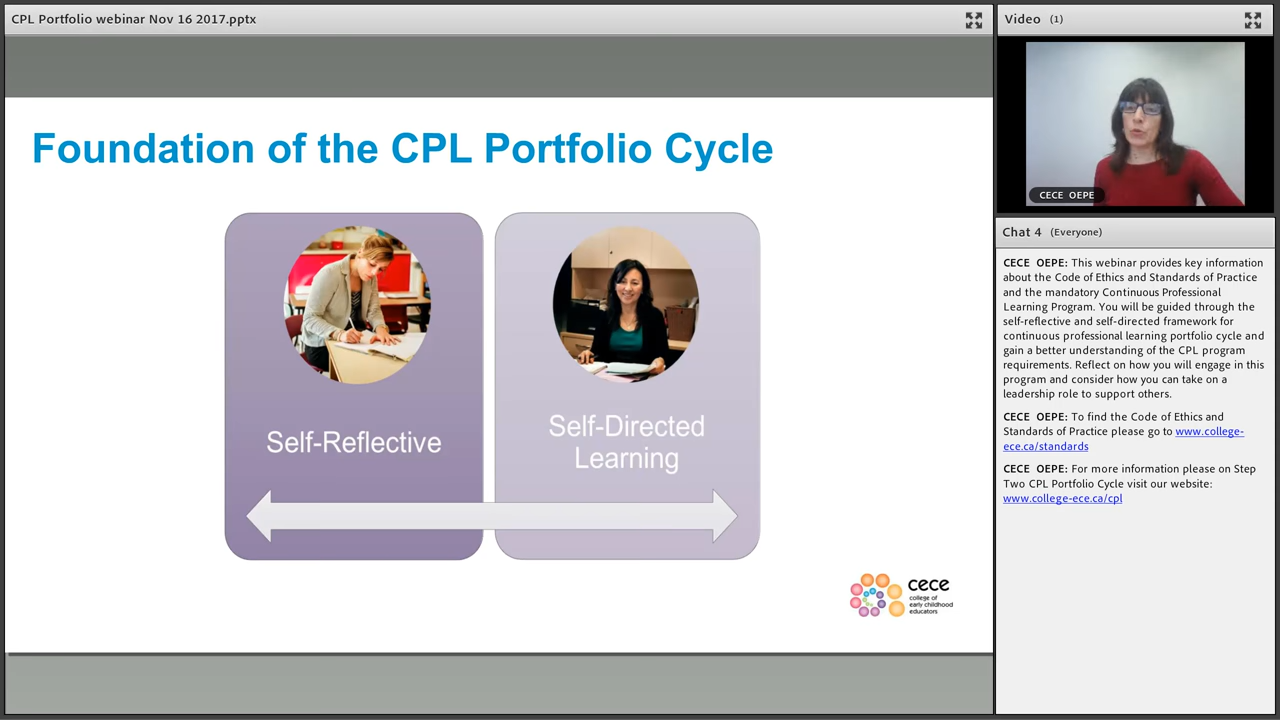 CPL Portfolio webinar Nov 16 2017.pptx
Foundation of the CPL Portfolio Cycle
Self-Reflective
Self-Directed
Learning
cece
college of
early childhood
educators
Video (1)
CECE OEPE
Chat 4 (Everyone)
CECE OEPE: This webinar provides key information
about the Code of Ethics and Standards of Practice
and the mandatory Continuous Professional
Learning Program. You will be guided through the
self-reflective and self-directed framework for
continuous professional learning portfolio cycle and
gain a better understanding of the CPL program
requirements. Reflect on how you will engage in this
program and consider how you can take on a
leadership role to support others.
CECE OEPE: To find the Code of Ethics and
Standards of Practice please go to www.college-
ece.ca/standards
CECE OEPE: For more information please on Step
Two CPL Portfolio Cycle visit our website:
www.college-ece.ca/cpl